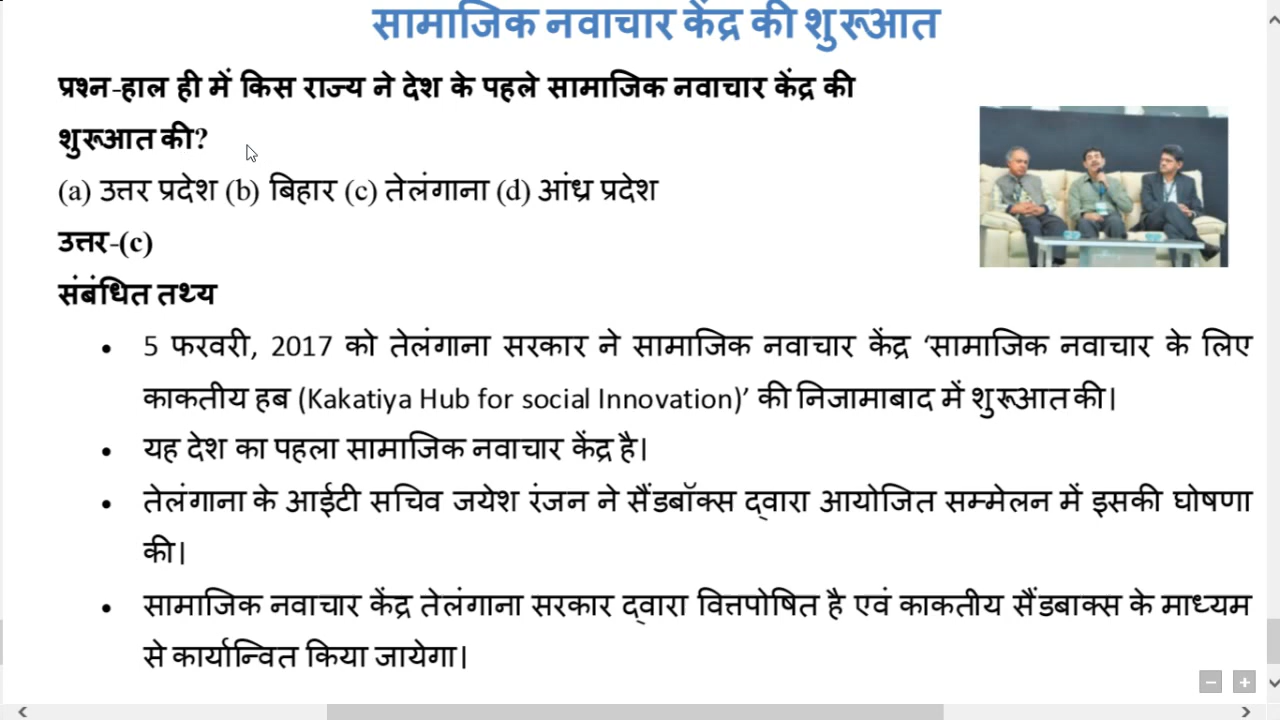 सामाजिक नवाचार केंद्र की शुरूआत
प्रश्न-हाल ही में किस राज्य ने देश के पहले सामाजिक नवाचार केंद्र की
शुरूआत की?
(a) उत्तर प्रदेश (b) बिहार (c) तेलंगाना (d) आंध्र प्रदेश
उत्तर-(c)
संबंधित तथ्य
• 5 फरवरी, 2017 को तेलंगाना सरकार ने सामाजिक नवाचार केंद्र ‘सामाजिक नवाचार के लिए
काकतीय हब (Kakatiya Hub for social Innovation)’ की निजामाबाद में शुरूआत की।
• यह देश का पहला सामाजिक नवाचार केंद्र है।
• तेलंगाना के आईटी सचिव जयेश रंजन ने सैंडबॉक्स द्वारा आयोजित सम्मेलन में इसकी घोषणा
की।
• सामाजिक नवाचार केंद्र तेलंगाना सरकार द्वारा वित्तपोषित है एवं काकतीय सैंडबाक्स के माध्यम
से कार्यान्वित किया जायेगा।